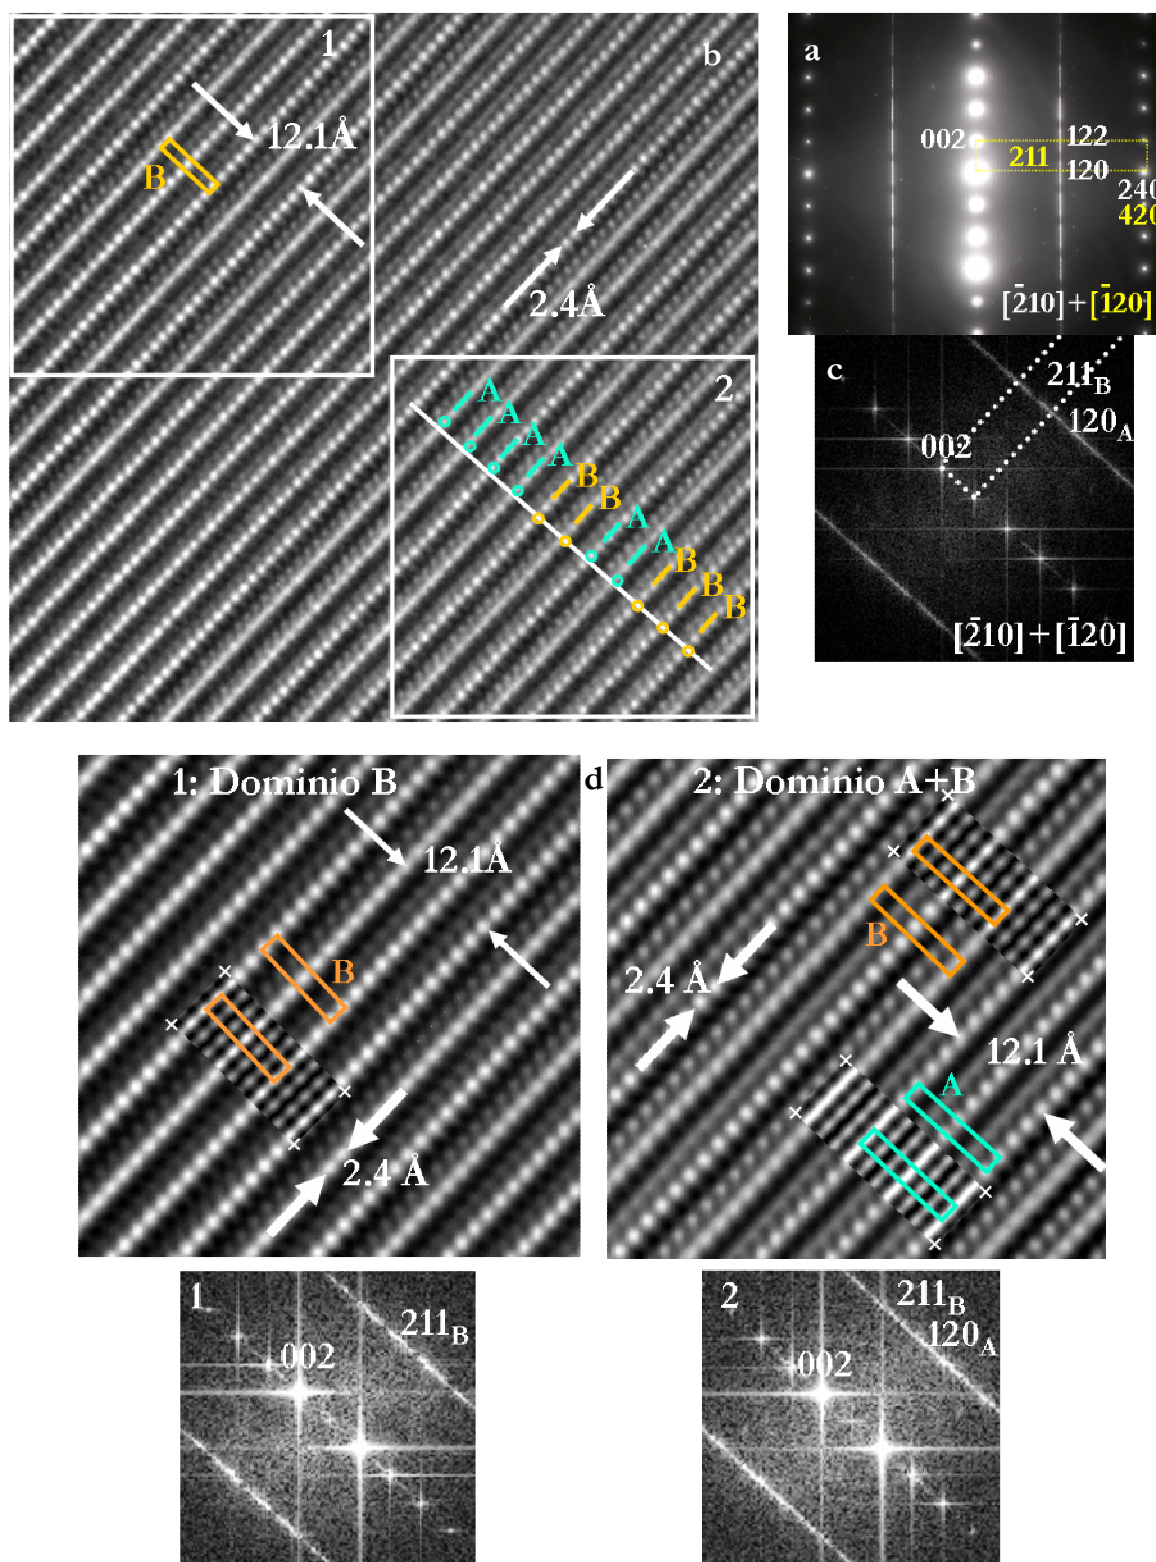 1
12.1Å
B
b
2.4Å
2
A
A
A
A
B
B
A
A
B
B
B
a
002
122
211
120
240
420
[2̄10]+[1̄20]
c
211B
120A
002
[2̄10]+[1̄20]
1: Dominio B
12.1Å
B
2.4 Å
d
2: Dominio A+B
B
2.4 Å
12.1 Å
A
1
211B
002
2
211B
120A
002